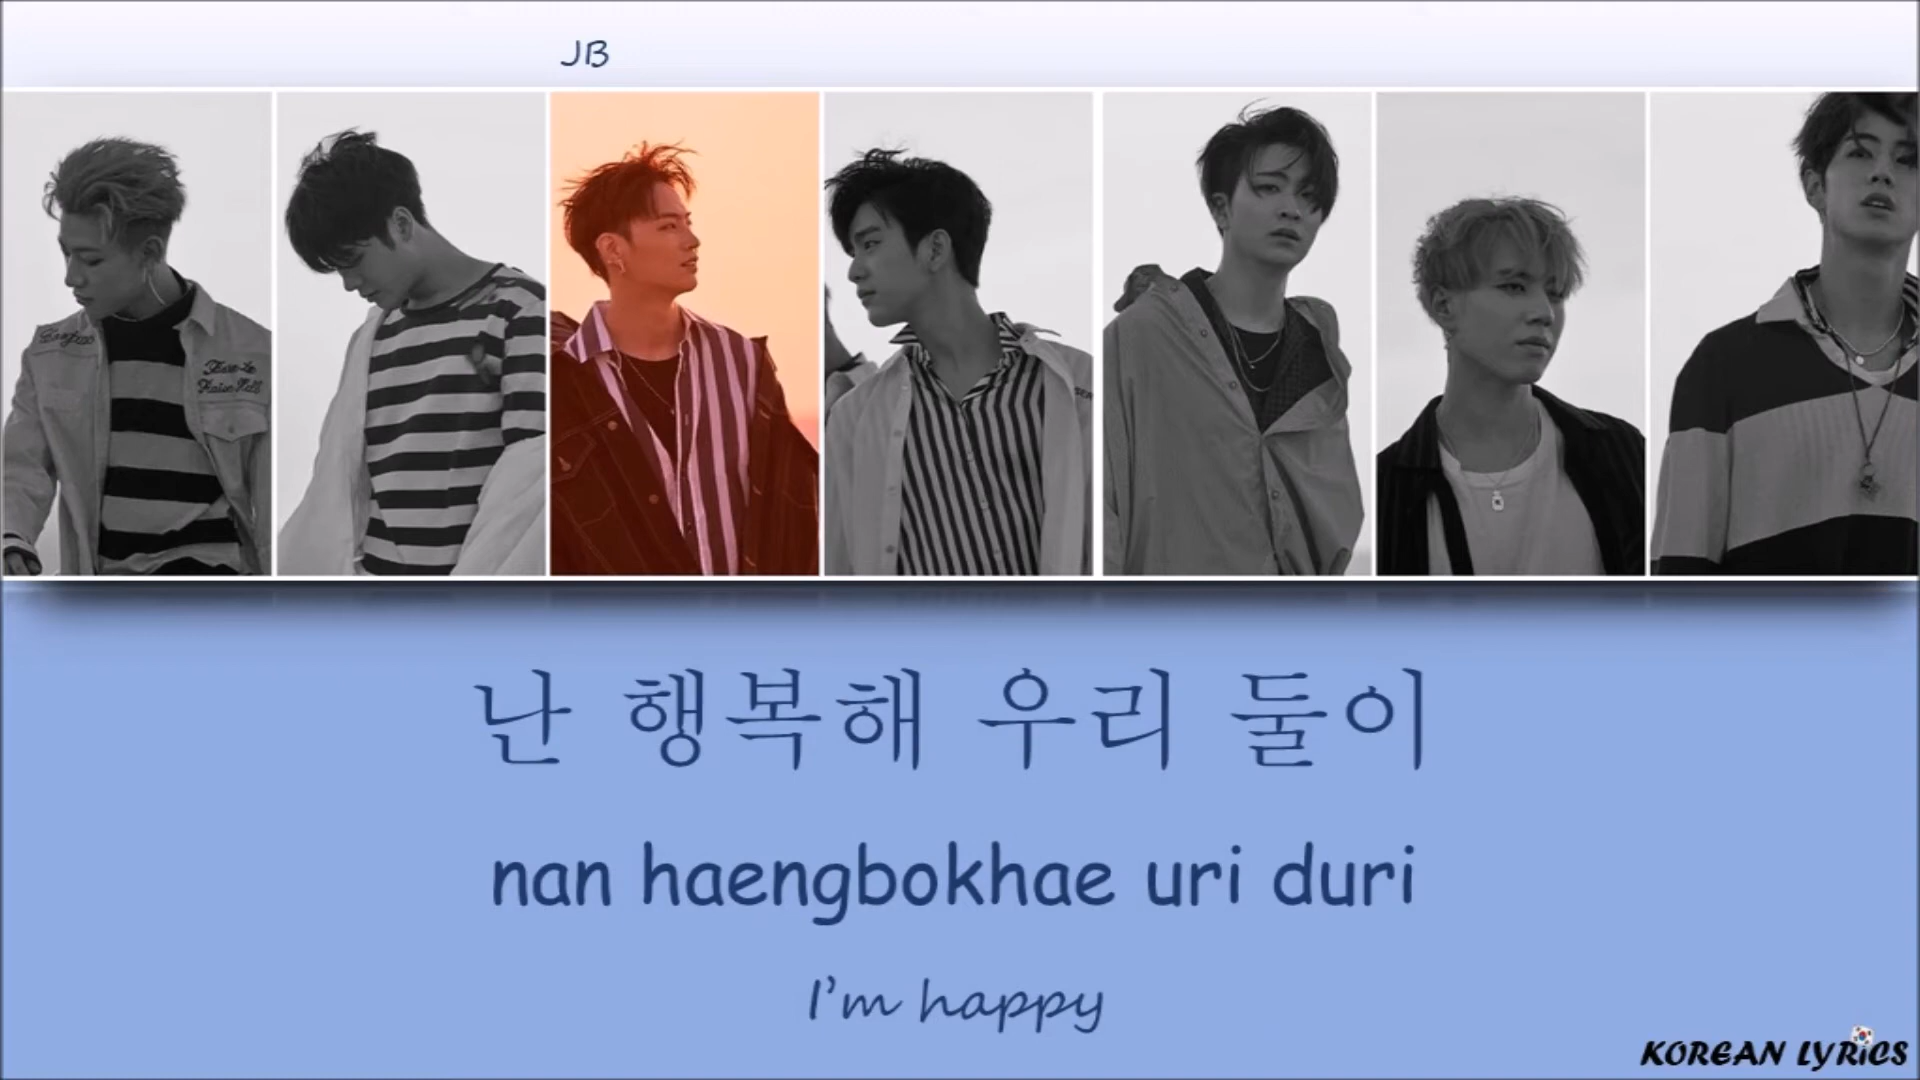 JB
난 행복해 우리 둘이
nan haengbokhae uri duri
I'm happy
KOREAN LYRICS